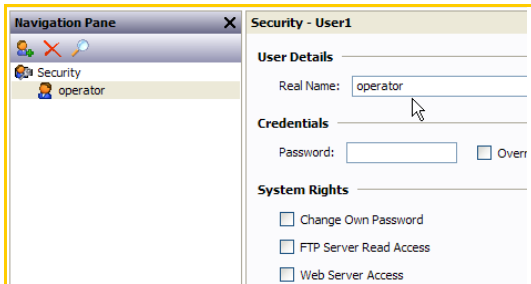 Navigation Pane
Security
operator
Security - User1
User Details
Real Name: operator
Credentials
Password:
System Rights
Change Own Password
FTP Server Read Access
Web Server Access